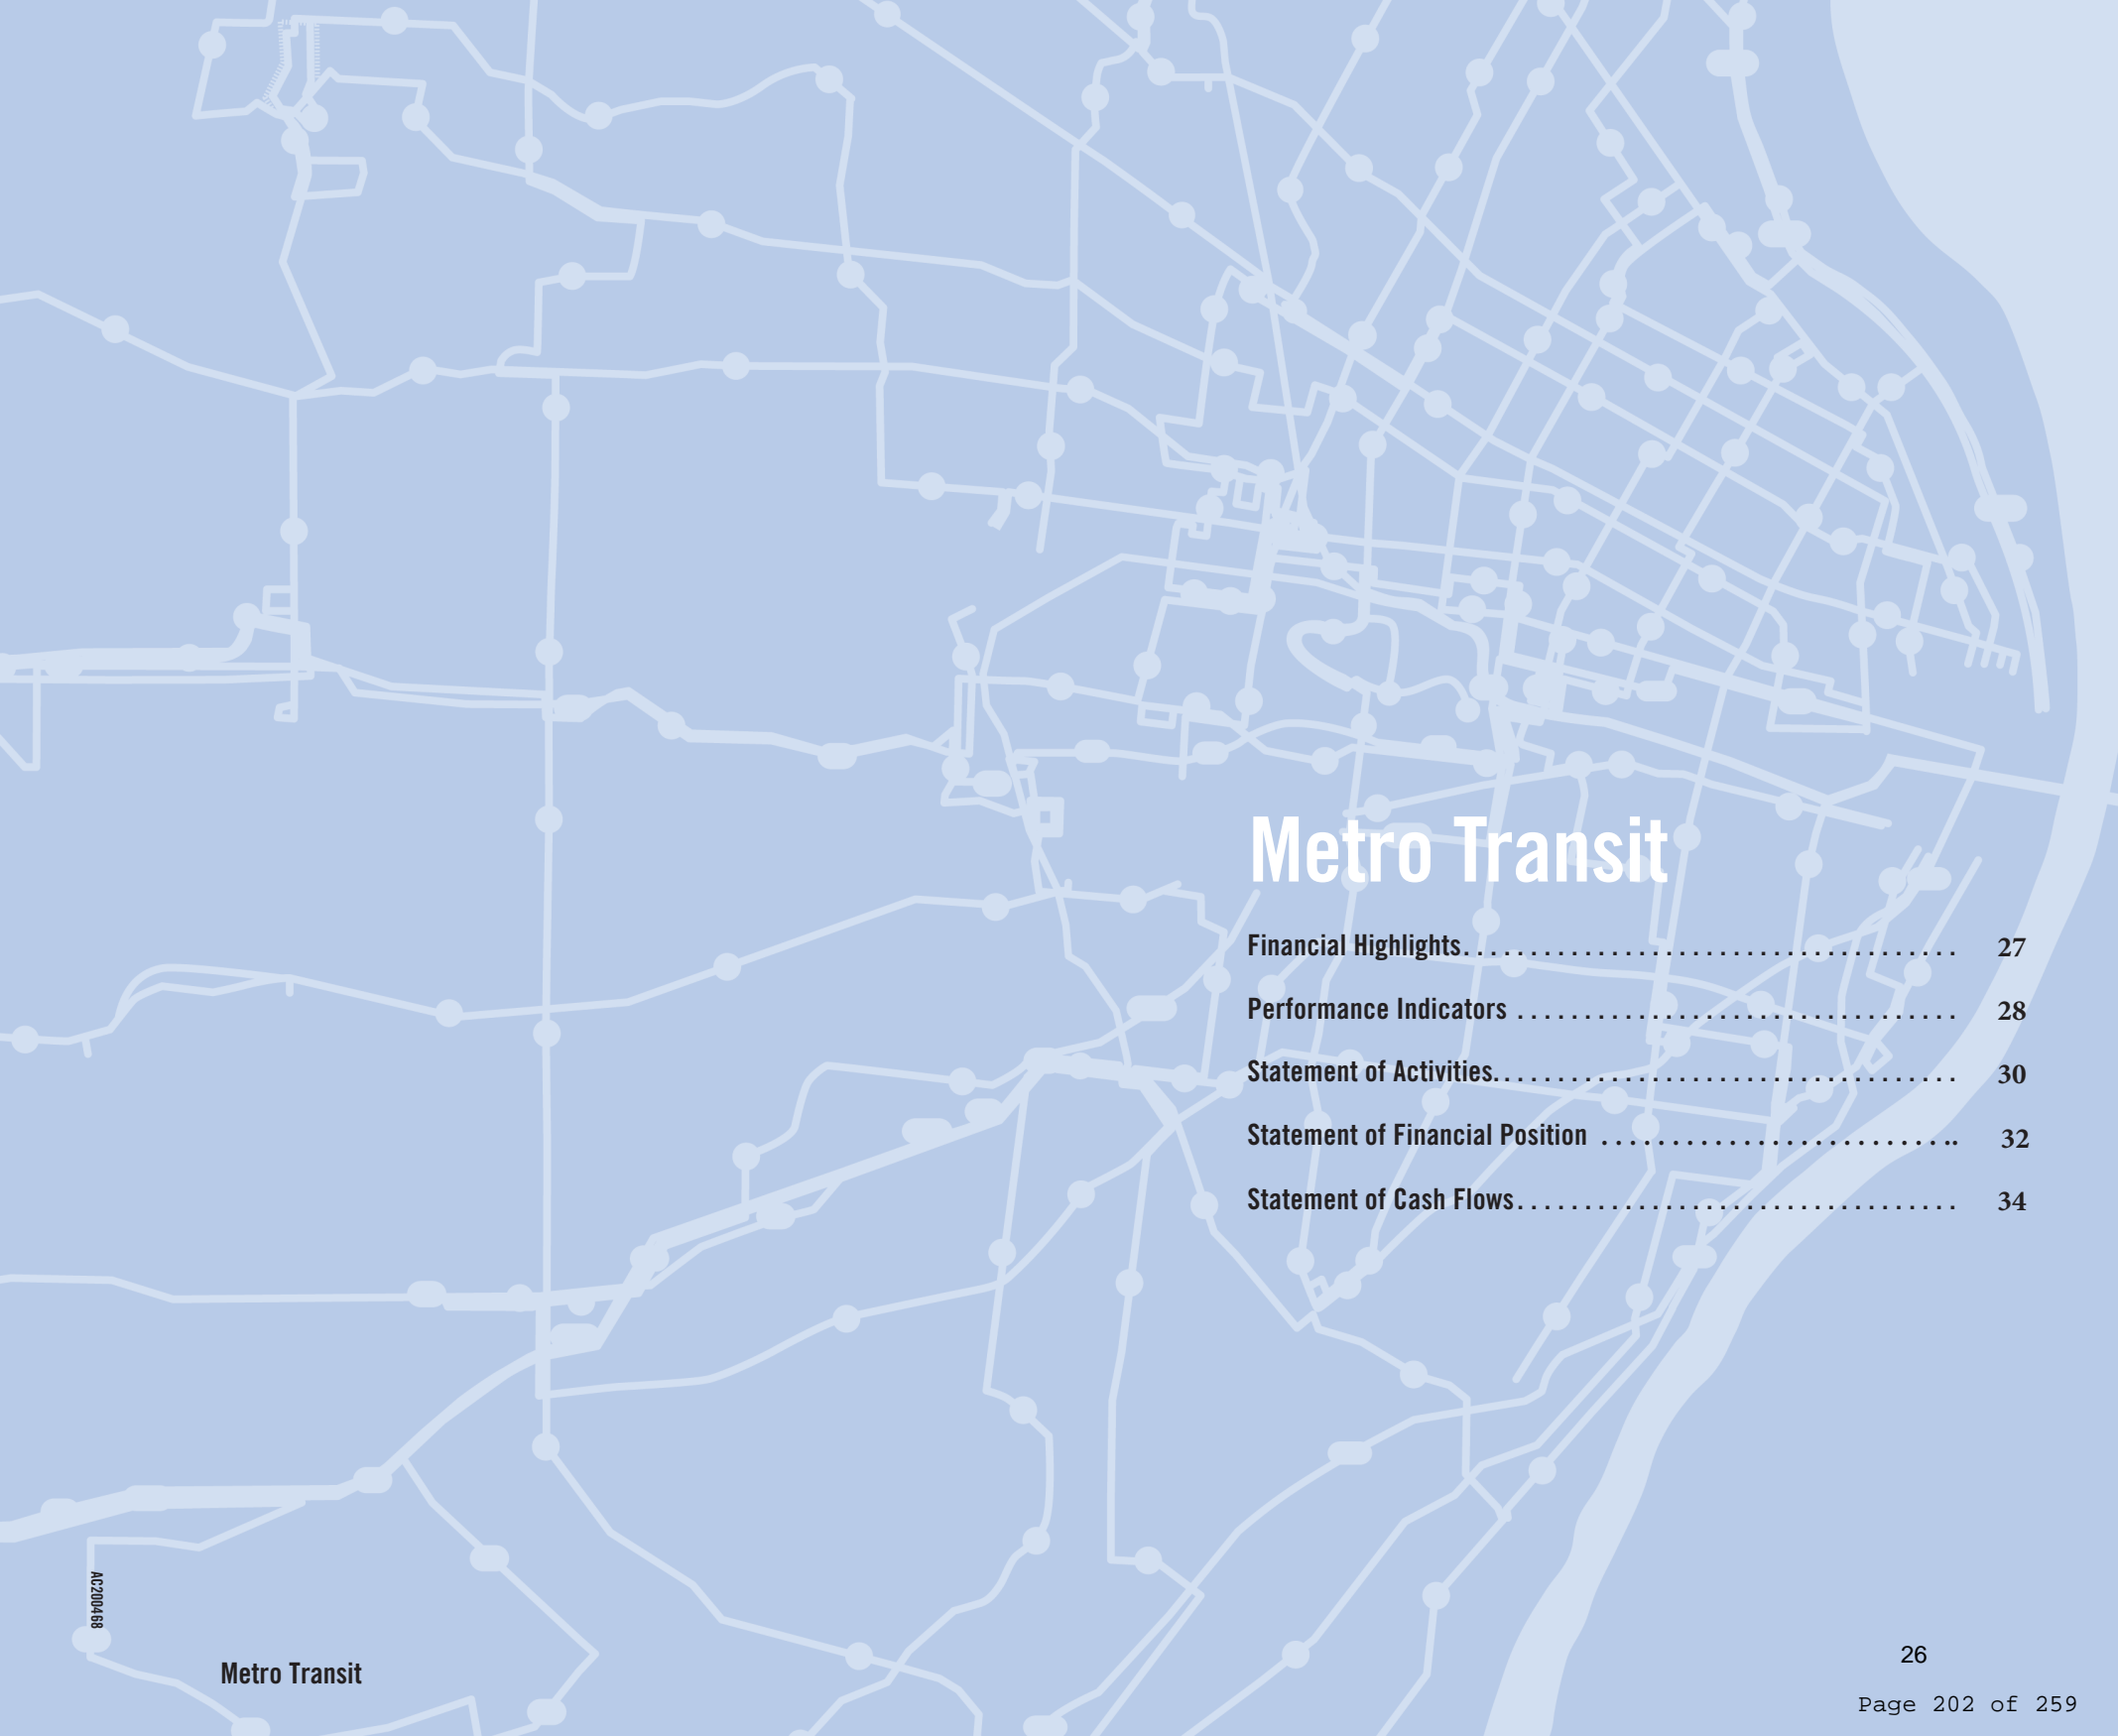 Metro Transit
Financial Highlights. . . . . . . . . . . . . . . . . . . . . . . . . . . . . . . . . . . . . 27
Performance Indicators . . . . . . . . . . . . . . . . . . . . . . . . . . . . . . . . . 28
Statement of Activities. . . . . . . . . . . . . . . . . . . . . . . . . . . . . . . . . . . 30
Statement of Financial Position . . . . . . . . . . . . . . . . . . . . . . . . . .. 32
Statement of Cash Flows. . . . . . . . . . . . . . . . . . . . . . . . . . . . . . . . . 34
AC200468
Metro Transit
26
Page 202 of 259